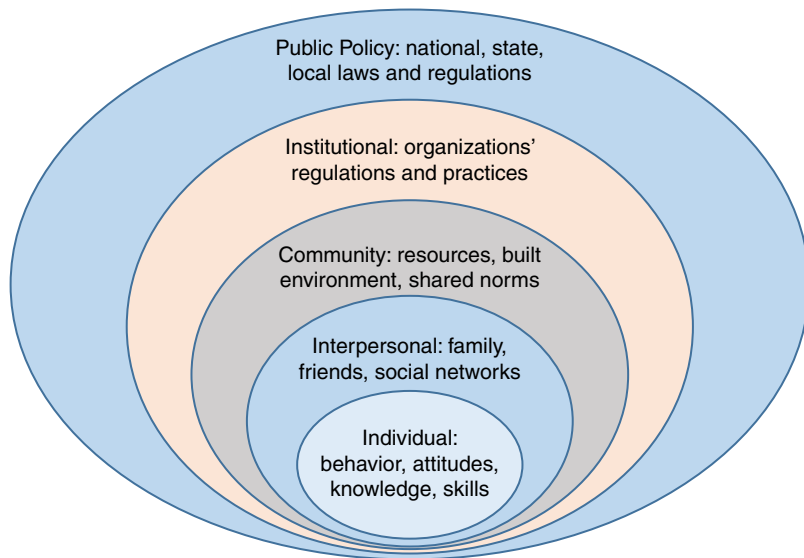 Public Policy: national, state,
local laws and regulations
Institutional: organizations’
regulations and practices
Community: resources, built
environment, shared norms
Interpersonal: family,
friends, social networks
Individual:
behavior, attitudes,
knowledge, skills